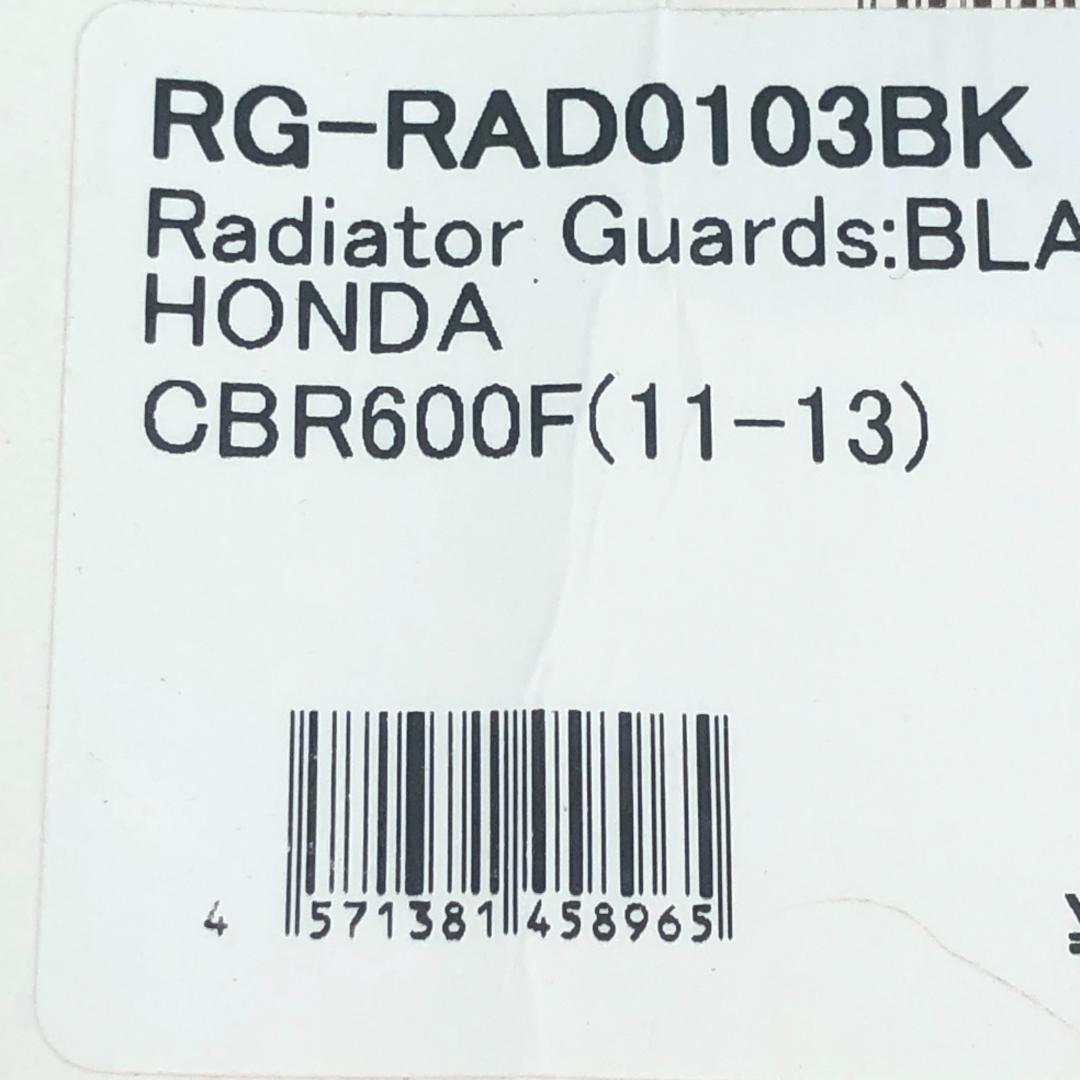 RG-RAD0103BK
Radiator Guards:BLA
HONDA
CBR600F(11-13)
4 571381 458965